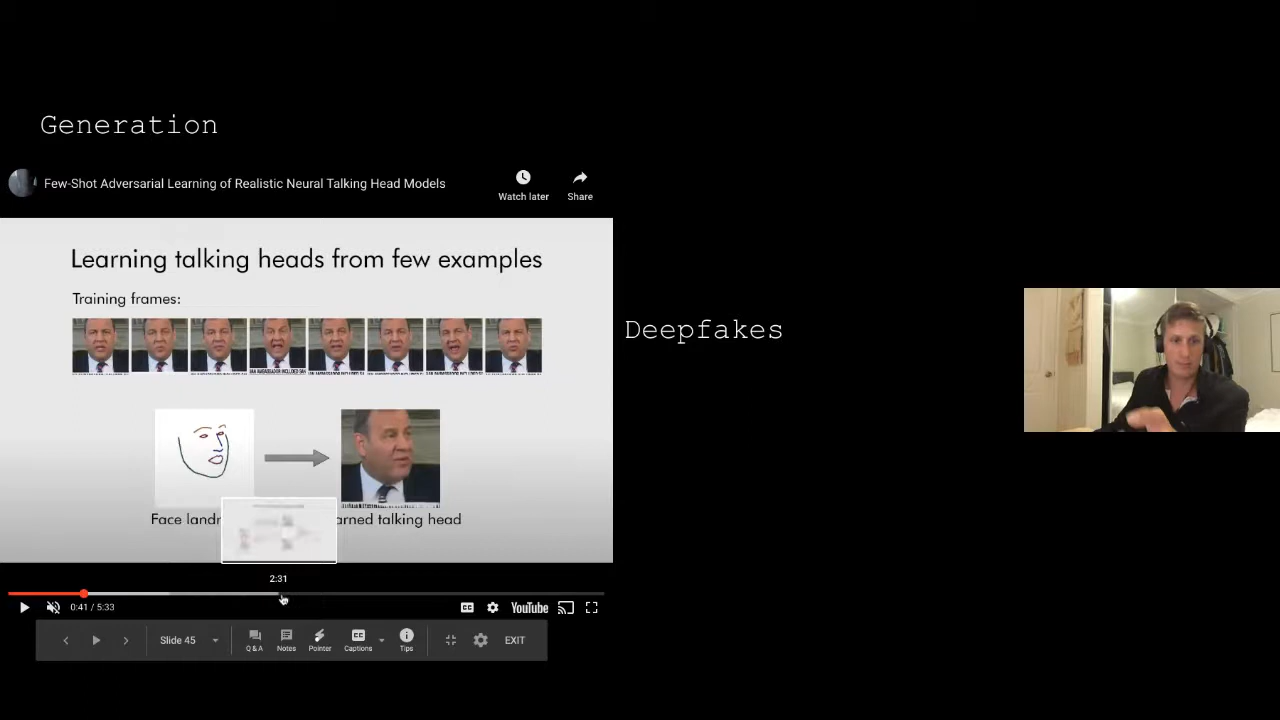 Generation
Few-Shot Adversarial Learning of Realistic Neural Talking Head Models
Watch later
Share
Learning talking heads from few examples
Training frames:
Deepfakes
Face landr
arned talking head
2:31
0:41 / 5:33
CC
YouTube
Slide 45
Q & A
Notes
Pointer
Captions
Tips
EXIT